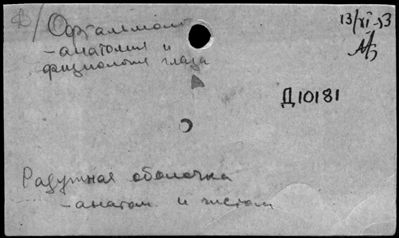 Офтальмол
13/XI-53
- анатомия и
физиология глаза
Д10181
Радужная оболочка
- анатом. и гистол